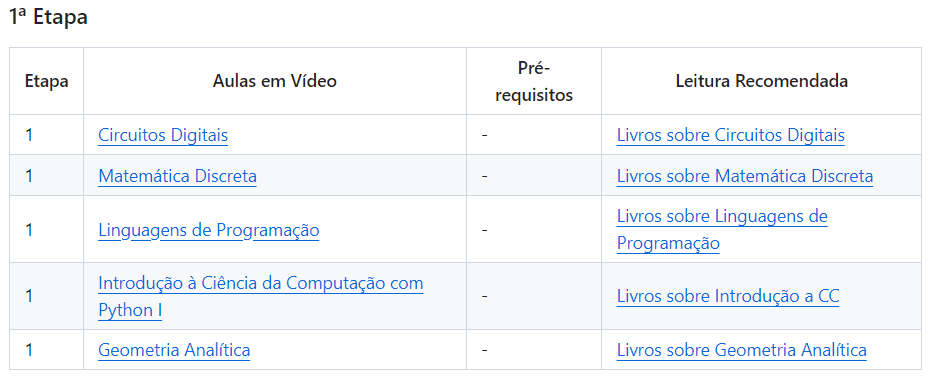 1ª Etapa
Etapa Aulas em Vídeo Pré-
requisitos Leitura Recomendada
1 Circuitos Digitais - Livros sobre Circuitos Digitais
1 Matemática Discreta - Livros sobre Matemática Discreta
1 Linguagens de Programação - Livros sobre Linguagens de
Programação
1 Introdução à Ciência da Computação com
Python I - Livros sobre Introdução a CC
1 Geometria Analítica - Livros sobre Geometria Analítica